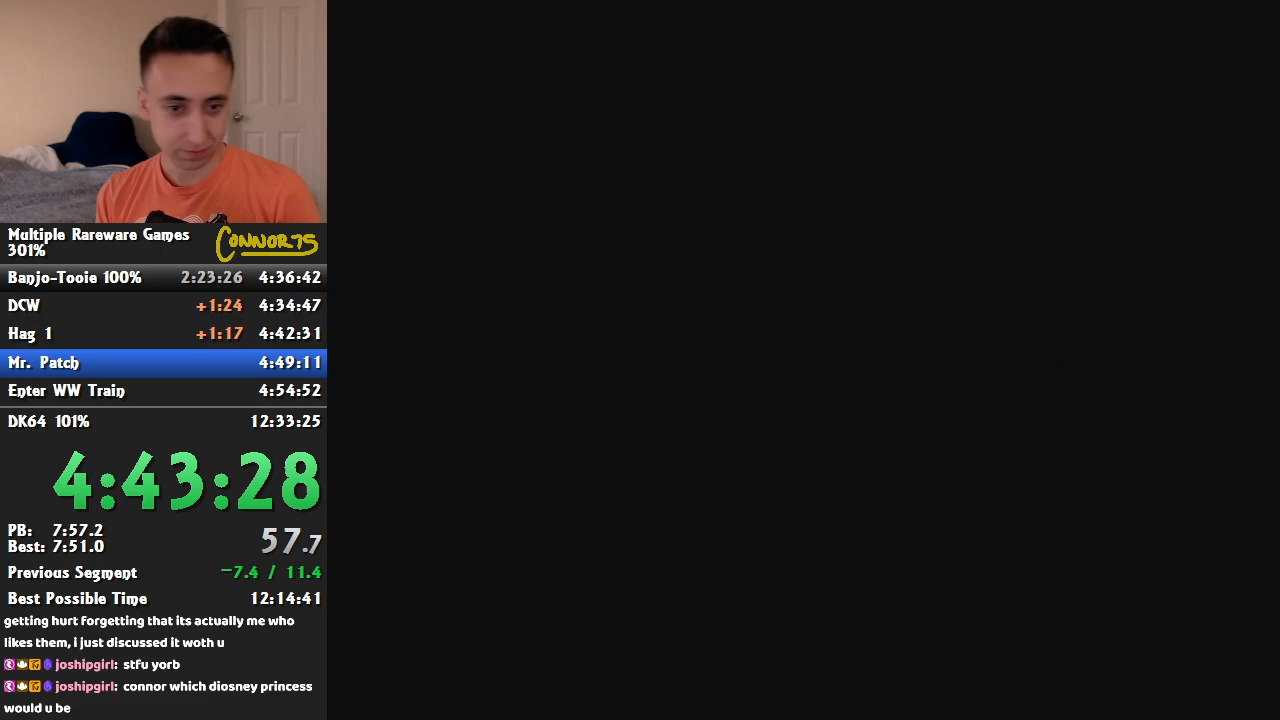 Multiple Rareware Games
301%
CONNOR75
Banjo-Tooie 100% 2:23:26 4:36:42
DCW +1:24 4:34:47
Hag 1 +1:17 4:42:31
Mr. Patch 4:49:11
Enter WW Train 4:54:52
DK64 101% 12:33:25
4:43:28
PB: 7:57.2
Best: 7:51.0
57.7
Previous Segment -7.4 / 11.4
Best Possible Time 12:14:41
getting hurt forgetting that its actually me who
likes them, i just discussed it woth u
joshipgirl: stfu yorb
joshipgirl: connor which diosney princess
would u be